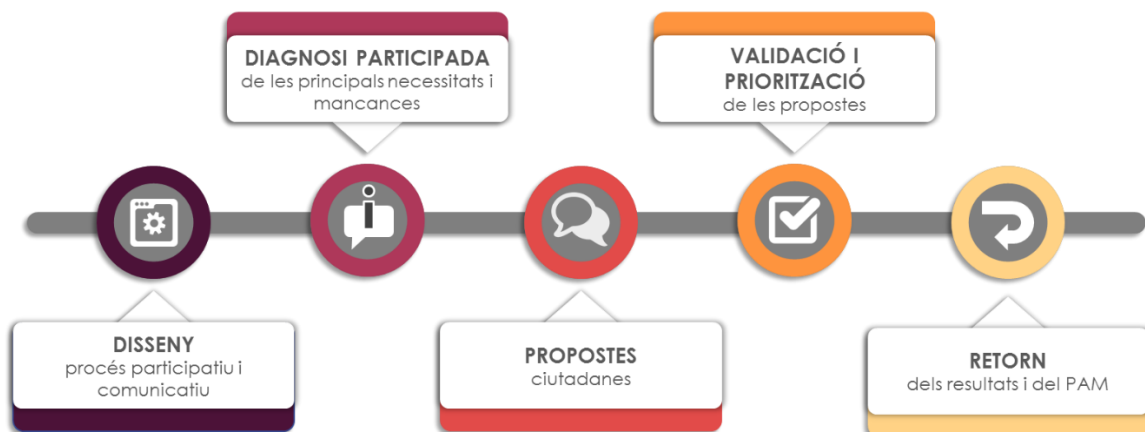 DISSENY
procés participatiu i
comunicatiu
DIAGNOSI PARTICIPADA
de les principals necessitats i
mancances
PROPOSTES
ciutadanes
VALIDACIÓ I
PRIORITZACIÓ
de les propostes
RETORN
dels resultats i del PAM